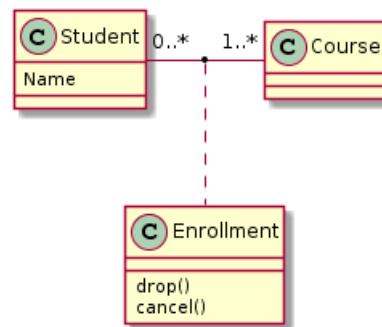 C Student
0..*
1..*
C Course
Name
C Enrollment
drop()
cancel()